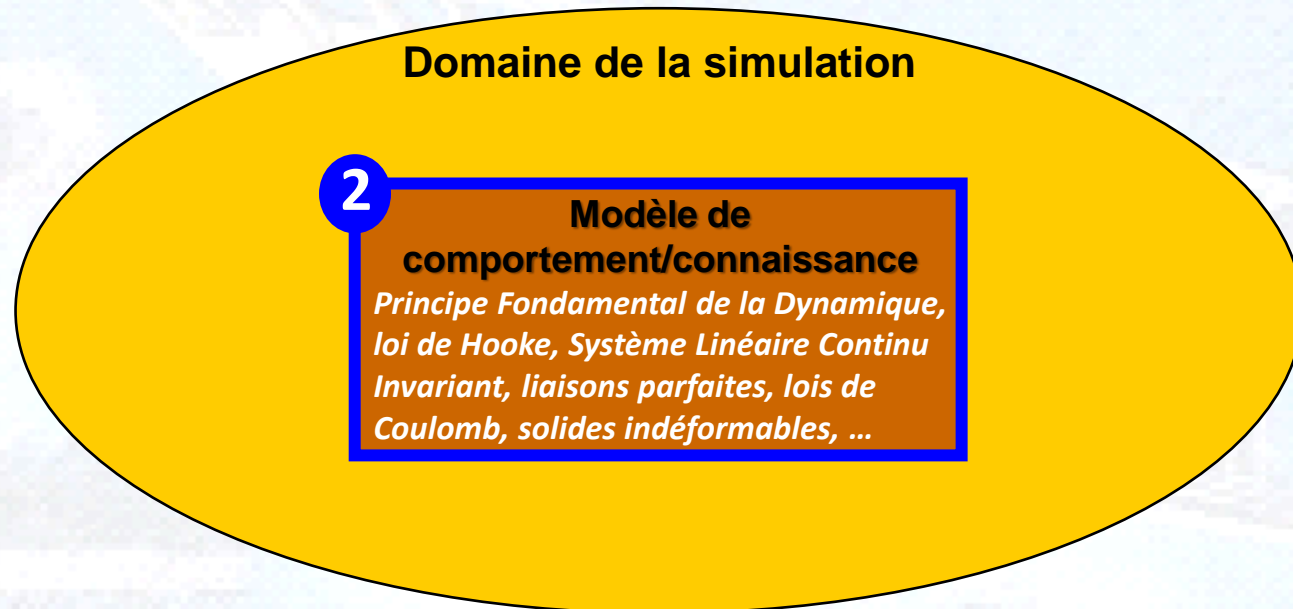 Domaine de la simulation
2
Modèle de
comportement/connaissance
Principe Fondamental de la Dynamique,
loi de Hooke, Système Linéaire Continu
Invariant, liaisons parfaites, lois de
Coulomb, solides indéformables, …